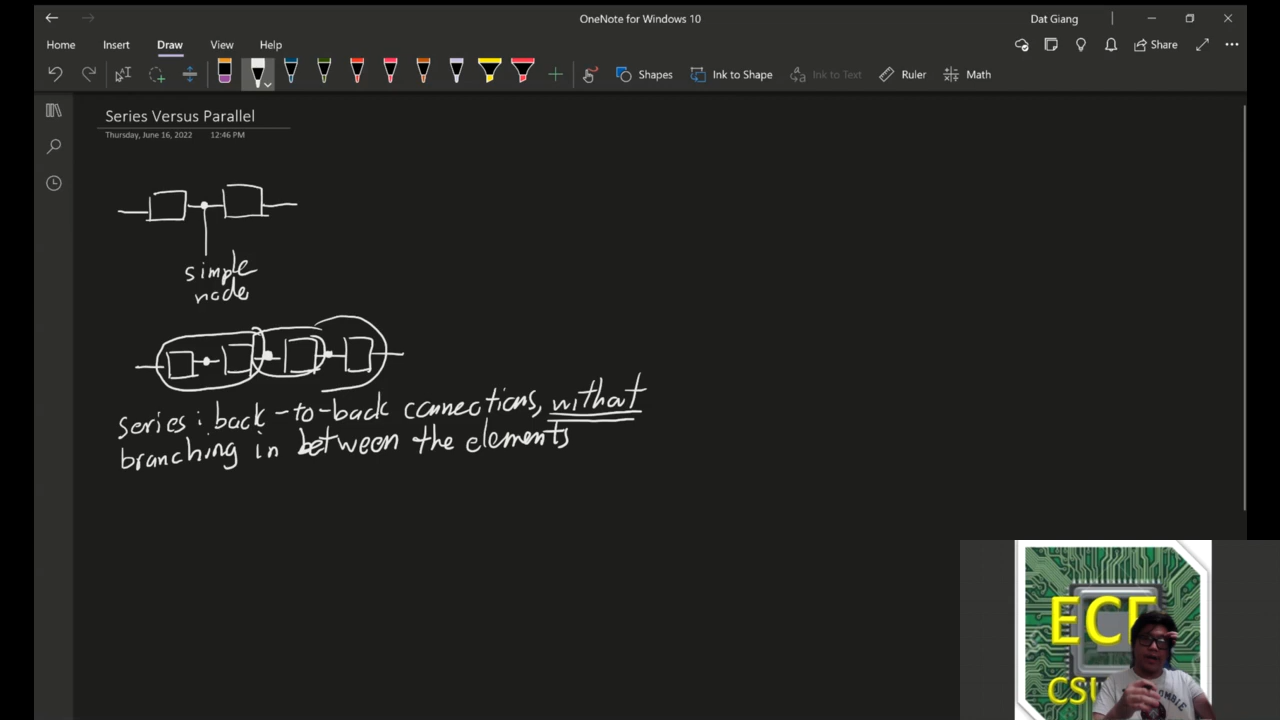 OneNote for Windows 10
Dat Giang
Home Insert Draw View Help
Share
Shapes Ink to Shape Ink to Text Ruler Math
Series Versus Parallel
Thursday, June 16, 2022 12:46 PM
simple
node
series: back-to-back connections, without
branching in between the elements
ECE
CSU